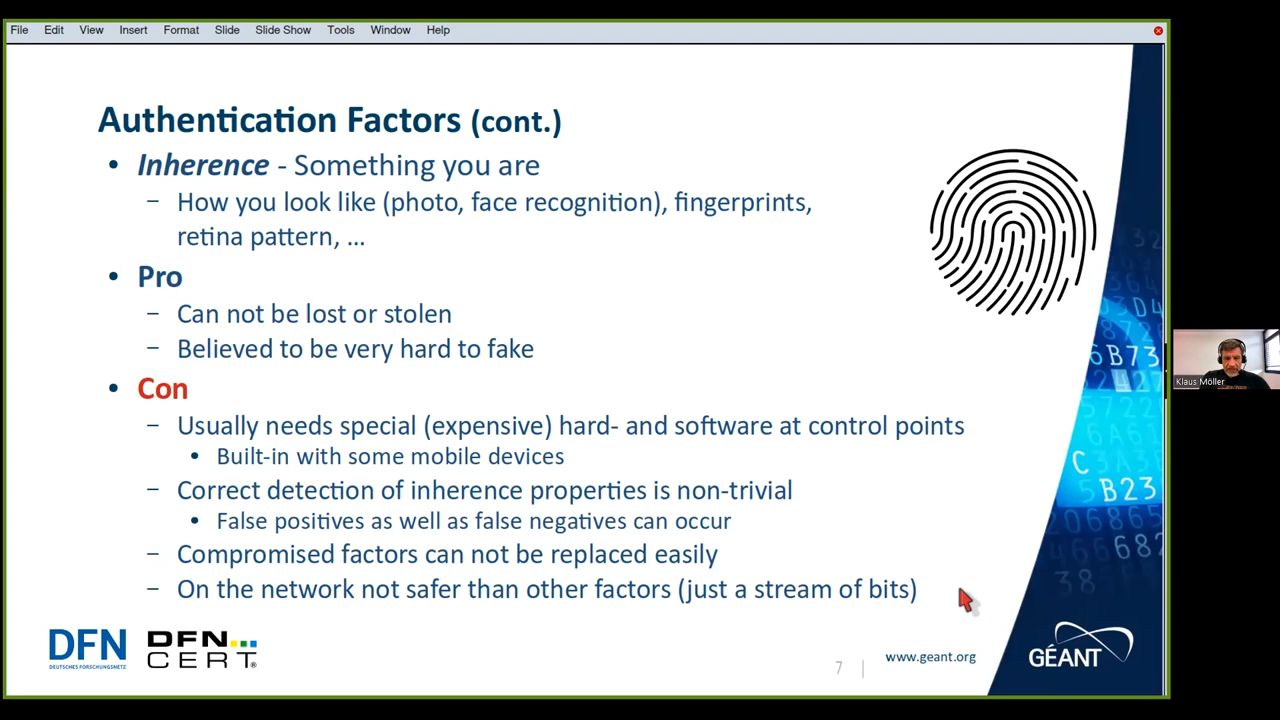 File Edit View Insert Format Slide Slide Show Tools Window Help
Authentication Factors (cont.)
• Inherence - Something you are
– How you look like (photo, face recognition), fingerprints,
retina pattern, ...
• Pro
– Can not be lost or stolen
– Believed to be very hard to fake
• Con
– Usually needs special (expensive) hard- and software at control points
• Built-in with some mobile devices
– Correct detection of inherence properties is non-trivial
• False positives as well as false negatives can occur
– Compromised factors can not be replaced easily
– On the network not safer than other factors (just a stream of bits)
DFN
DEUTSCHES FORSCHUNGSNETZ
DFN
CERT®
7
www.geant.org
GÉANT
6B73
C
B23
682
38
Klaus Möller